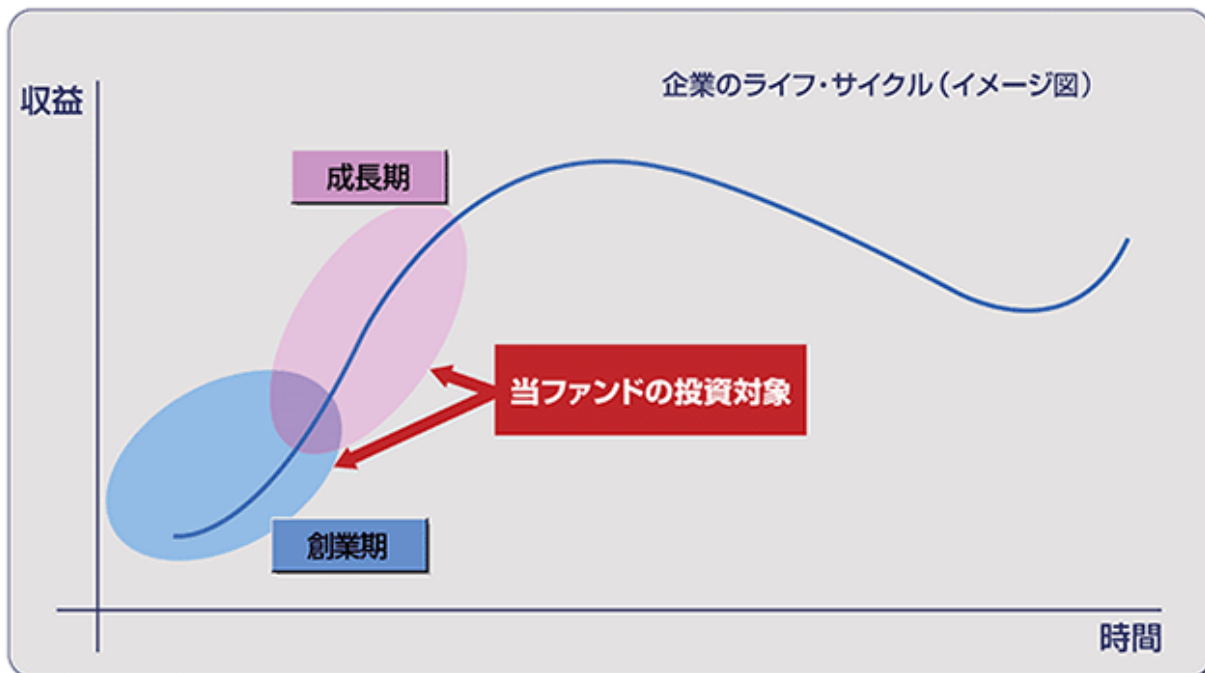 企業のライフ・サイクル（イメージ図）
収益
成長期
当ファンドの投資対象
創業期
時間